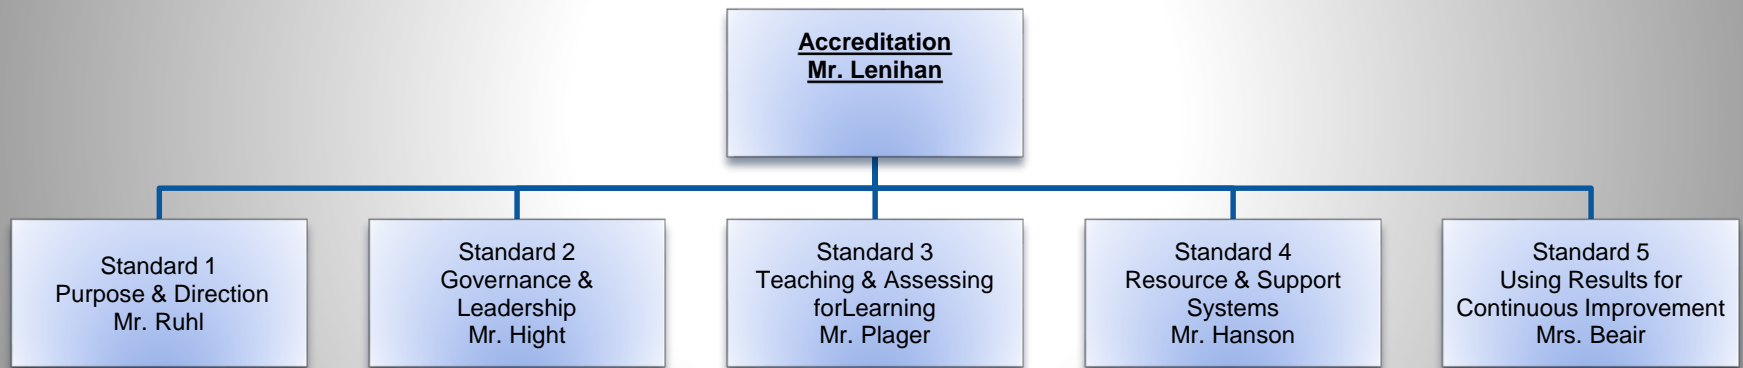 Accreditation
Mr. Lenihan
Standard 1
Purpose & Direction
Mr. Ruhl
Standard 2
Governance &
Leadership
Mr. Hight
Standard 3
Teaching & Assessing
forLearning
Mr. Plager
Standard 4
Resource & Support
Systems
Mr. Hanson
Standard 5
Using Results for
Continuous Improvement
Mrs. Beair